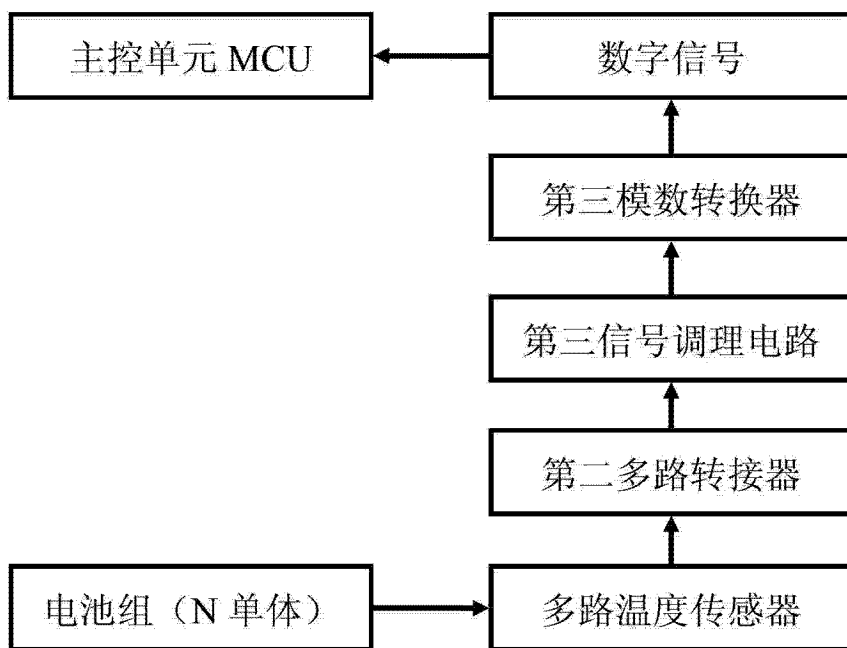 主控单元 MCU
数字信号
第三模数转换器
第三信号调理电路
第二多路转接器
电池组（N 单体）
多路温度传感器